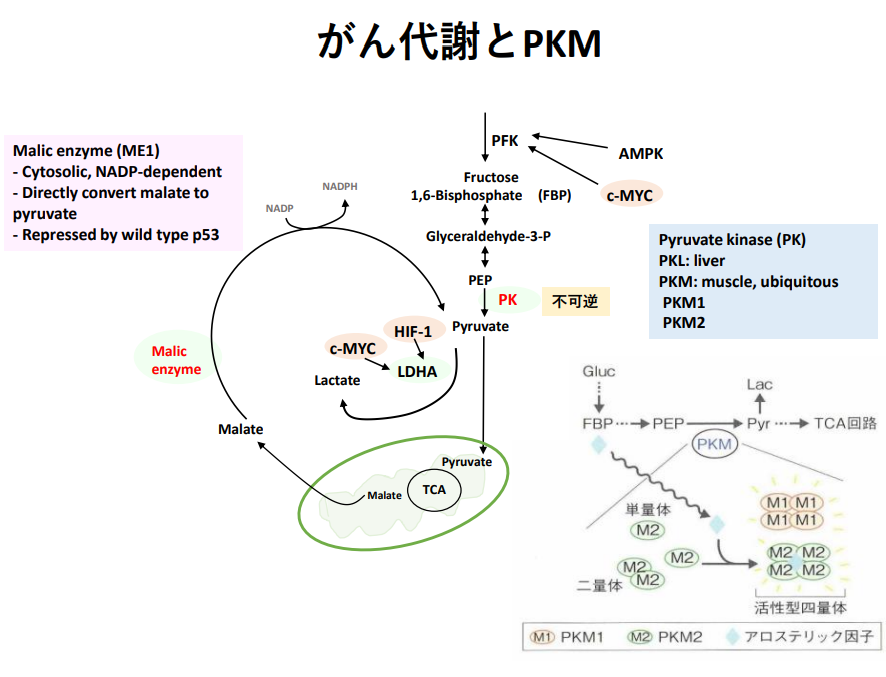 がん代謝とPKM
Malic enzyme (ME1)
- Cytosolic, NADP-dependent
- Directly convert malate to
pyruvate
- Repressed by wild type p53
NADPH
NADP
PFK
AMPK
c-MYC
Fructose
1,6-Bisphosphate (FBP)
Glyceraldehyde-3-P
PEP
PK
不可逆
Pyruvate
HIF-1
c-MYC
LDHA
Lactate
Malic
enzyme
Malate
Pyruvate
Malate
TCA
Pyruvate kinase (PK)
PKL: liver
PKM: muscle, ubiquitous
PKM1
PKM2
Gluc
Lac
FBP PEP Pyr TCA回路
PKM
単量体
M2
M2
M2
M2
二量体
M1 M1
M1 M1
M2 M2
M2 M2
活性型四量体
M1 PKM1 M2 PKM2 アロステリック因子